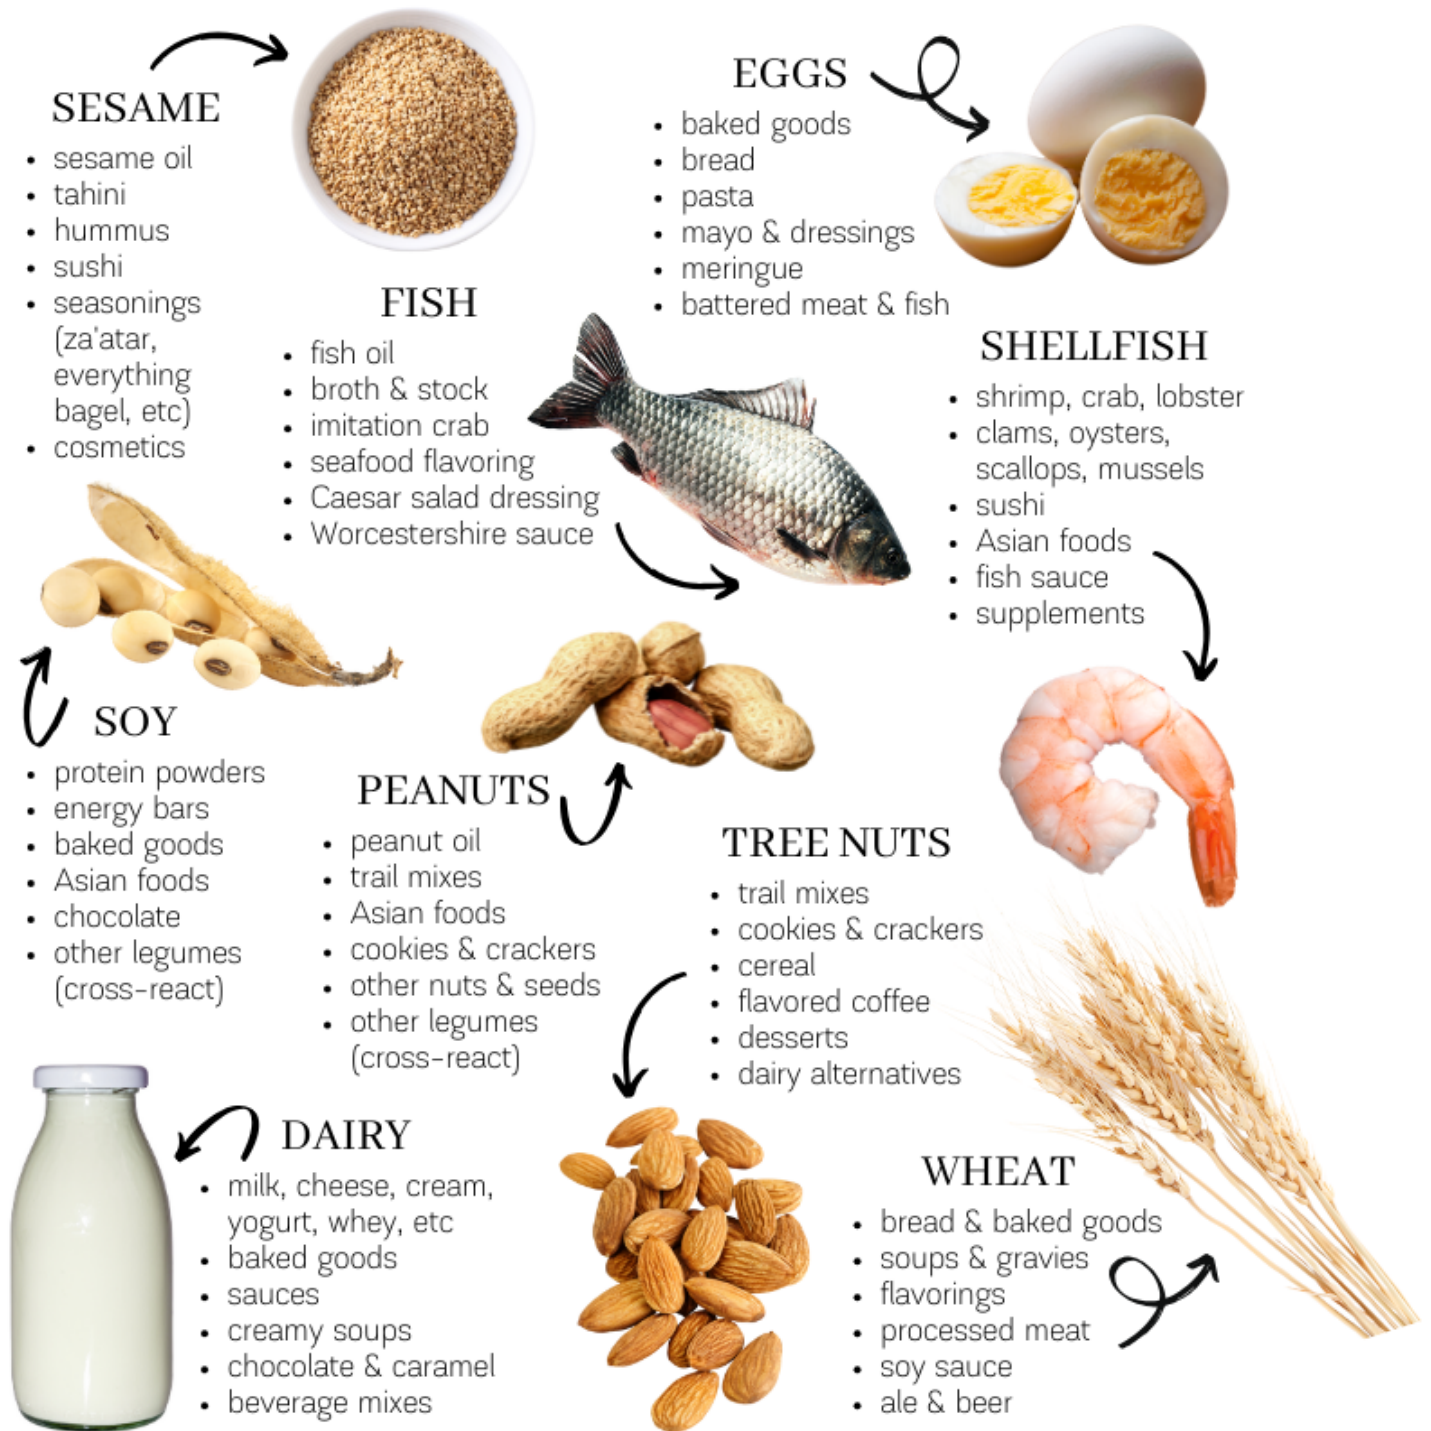 SESAME
• sesame oil
• tahini
• hummus
• sushi
• seasonings
(za'atar,
everything
bagel, etc)
• cosmetics
EGGS
• baked goods
• bread
• pasta
• mayo & dressings
• meringue
• battered meat & fish
FISH
• fish oil
• broth & stock
• imitation crab
• seafood flavoring
• Caesar salad dressing
• Worcestershire sauce
SHELLFISH
• shrimp, crab, lobster
• clams, oysters,
scallops, mussels
• sushi
• Asian foods
• fish sauce
• supplements
SOY
• protein powders
• energy bars
• baked goods
• Asian foods
• chocolate
• other legumes
(cross-react)
PEANUTS
• peanut oil
• trail mixes
• Asian foods
• cookies & crackers
• other nuts & seeds
• other legumes
(cross-react)
TREE NUTS
• trail mixes
• cookies & crackers
• cereal
• flavored coffee
• desserts
• dairy alternatives
DAIRY
• milk, cheese, cream,
yogurt, whey, etc
• baked goods
• sauces
• creamy soups
• chocolate & caramel
• beverage mixes
WHEAT
• bread & baked goods
• soups & gravies
• flavorings
• processed meat
• soy sauce
• ale & beer